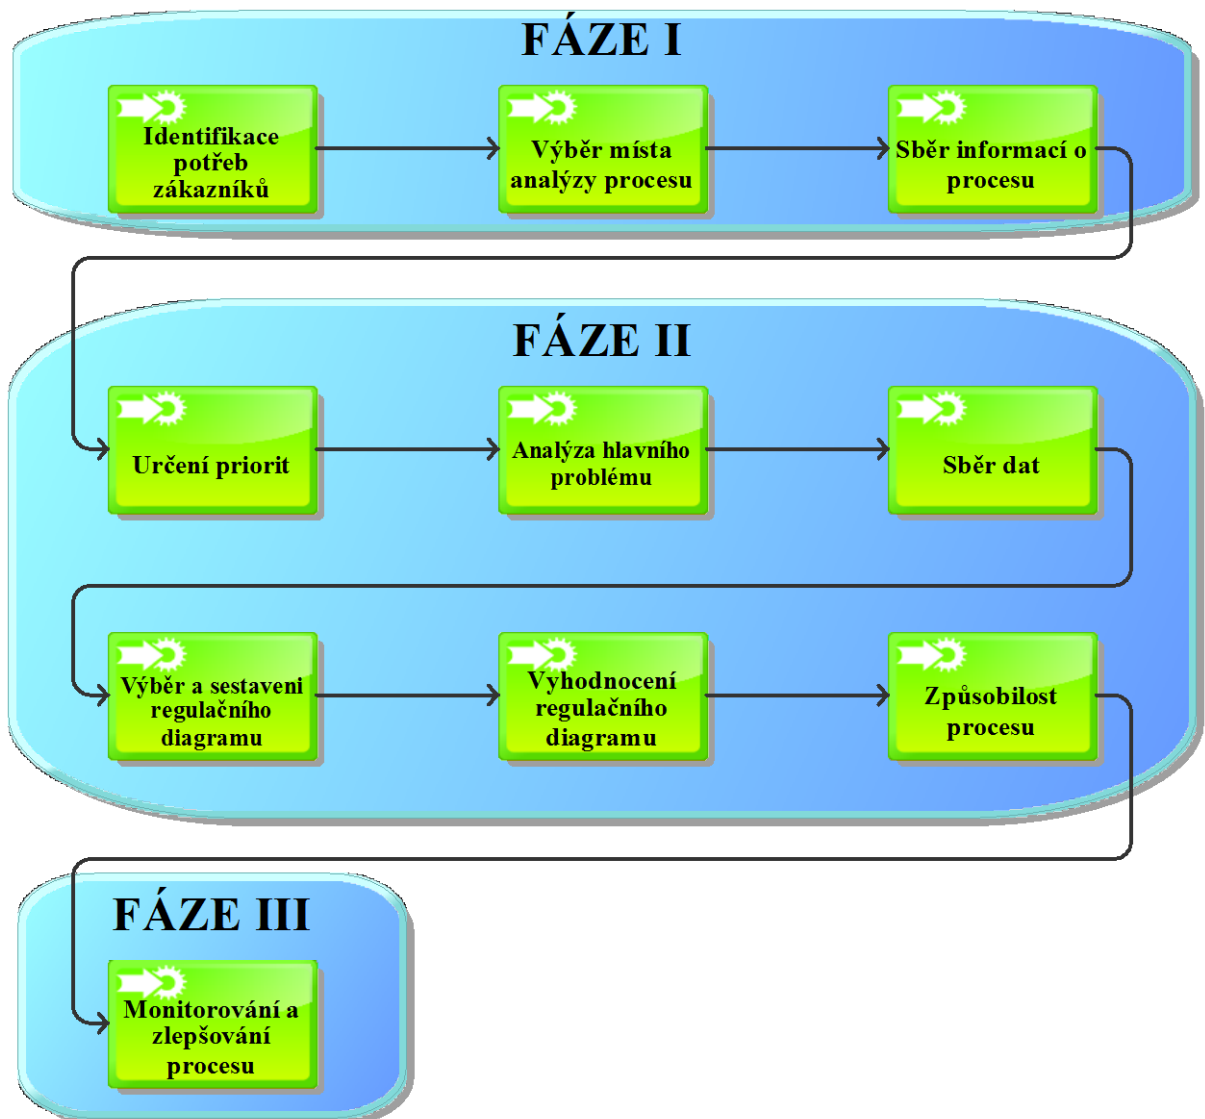 FÁZE I
Identifikace
potřeb
zákazníků
Výběr místa
analýzy procesu
Sběr informací o
procesu
FÁZE II
Určení priorit
Analýza hlavního
problému
Sběr dat
Výběr a sestaveni
regulačního
diagramu
Vyhodnocení
regulačního
diagramu
Způsobilost
procesu
FÁZE III
Monitorování a
zlepšování
procesu